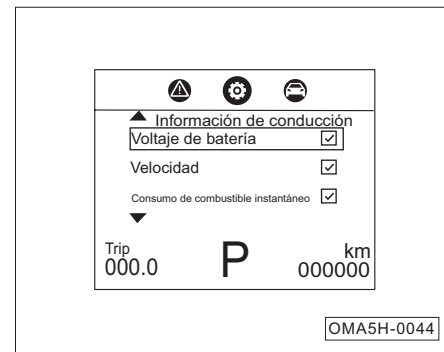 Información de conducción
Voltaje de batería
Velocidad
Consumo de combustible instantáneo
Trip
000.0
P
km
000000
OMA5H-0044